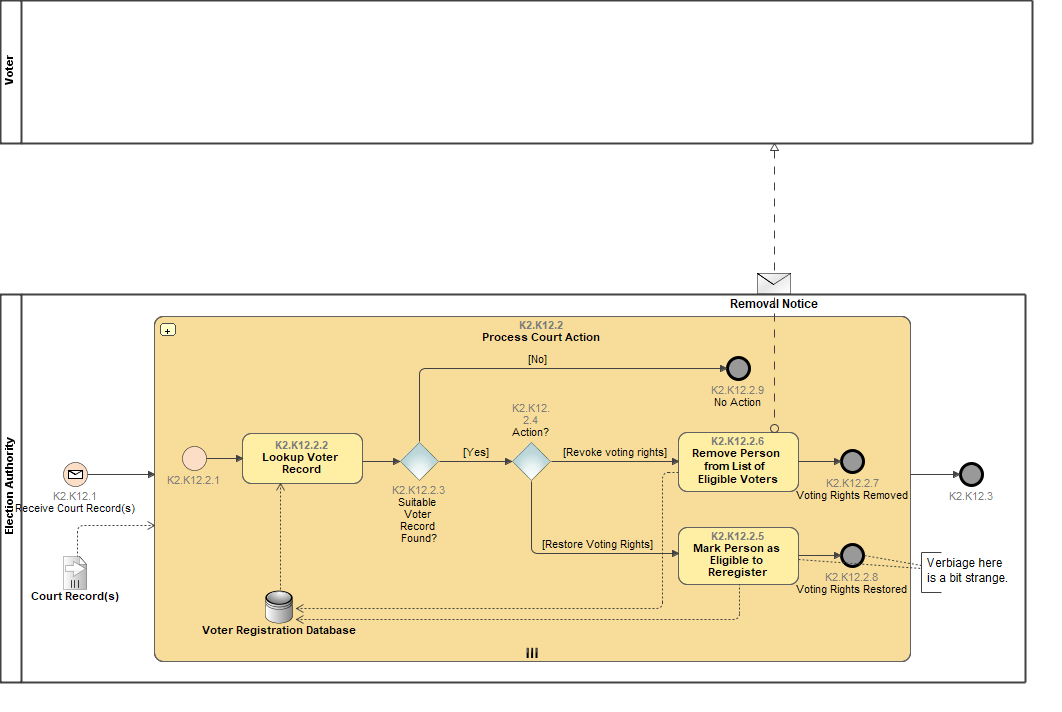 Voter
Removal Notice
Election Authority
K2.K12.2
Process Court Action
[No]
K2.K12.2.9
No Action
K2.K12.
2.4
Action?
K2.K12.2.2
Lookup Voter
Record
K2.K12.2.1
[Yes]
[Revoke voting rights]
K2.K12.2.6
Remove Person
from List of
Eligible Voters
K2.K12.2.7
Voting Rights Removed
K2.K12.1
Receive Court Record(s)
K2.K12.3
K2.K12.2.3
Suitable
Voter
Record
Found?
[Restore Voting Rights]
K2.K12.2.5
Mark Person as
Eligible to
Reregister
K2.K12.2.8
Voting Rights Restored
Verbiage here
is a bit strange.
Court Record(s)
Voter Registration Database